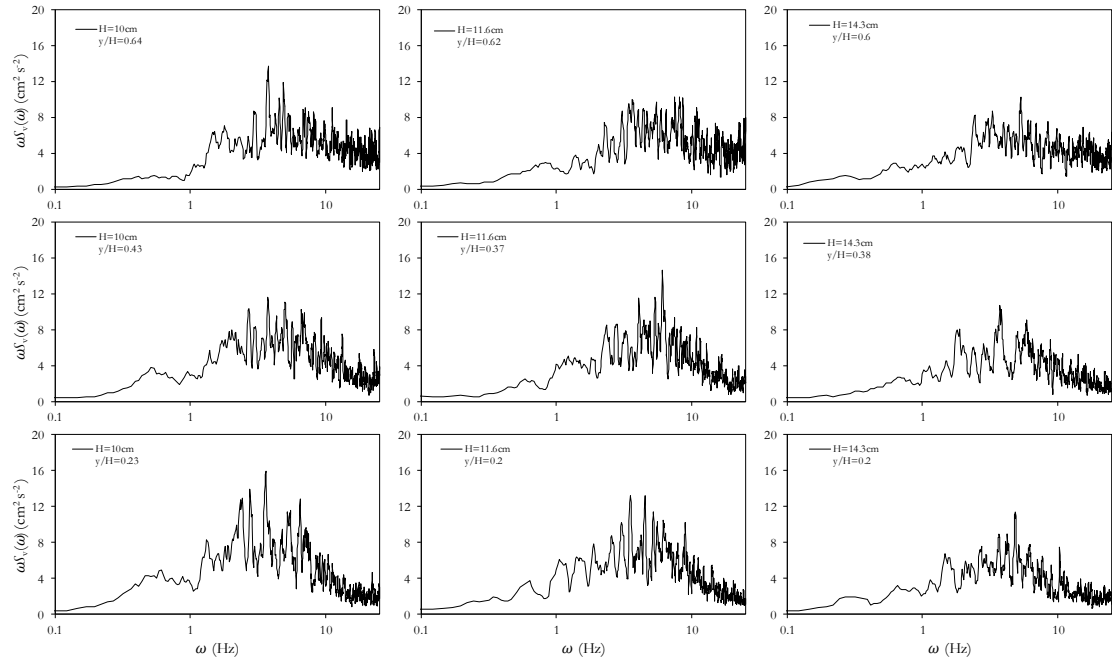 20
16
12
8
4
0
ωSᵥ(ω) (cm² s⁻²)
H=10cm
y/H=0.64
0.1 1 10
20
16
12
8
4
0
H=11.6cm
y/H=0.62
0.1 1 10
20
16
12
8
4
0
H=14.3cm
y/H=0.6
0.1 1 10
20
16
12
8
4
0
ωSᵥ(ω) (cm² s⁻²)
H=10cm
y/H=0.43
0.1 1 10
20
16
12
8
4
0
H=11.6cm
y/H=0.37
0.1 1 10
20
16
12
8
4
0
H=14.3cm
y/H=0.38
0.1 1 10
20
16
12
8
4
0
ωSᵥ(ω) (cm² s⁻²)
H=10cm
y/H=0.23
0.1 1 10
ω (Hz)
20
16
12
8
4
0
H=11.6cm
y/H=0.2
0.1 1 10
ω (Hz)
20
16
12
8
4
0
H=14.3cm
y/H=0.2
0.1 1 10
ω (Hz)